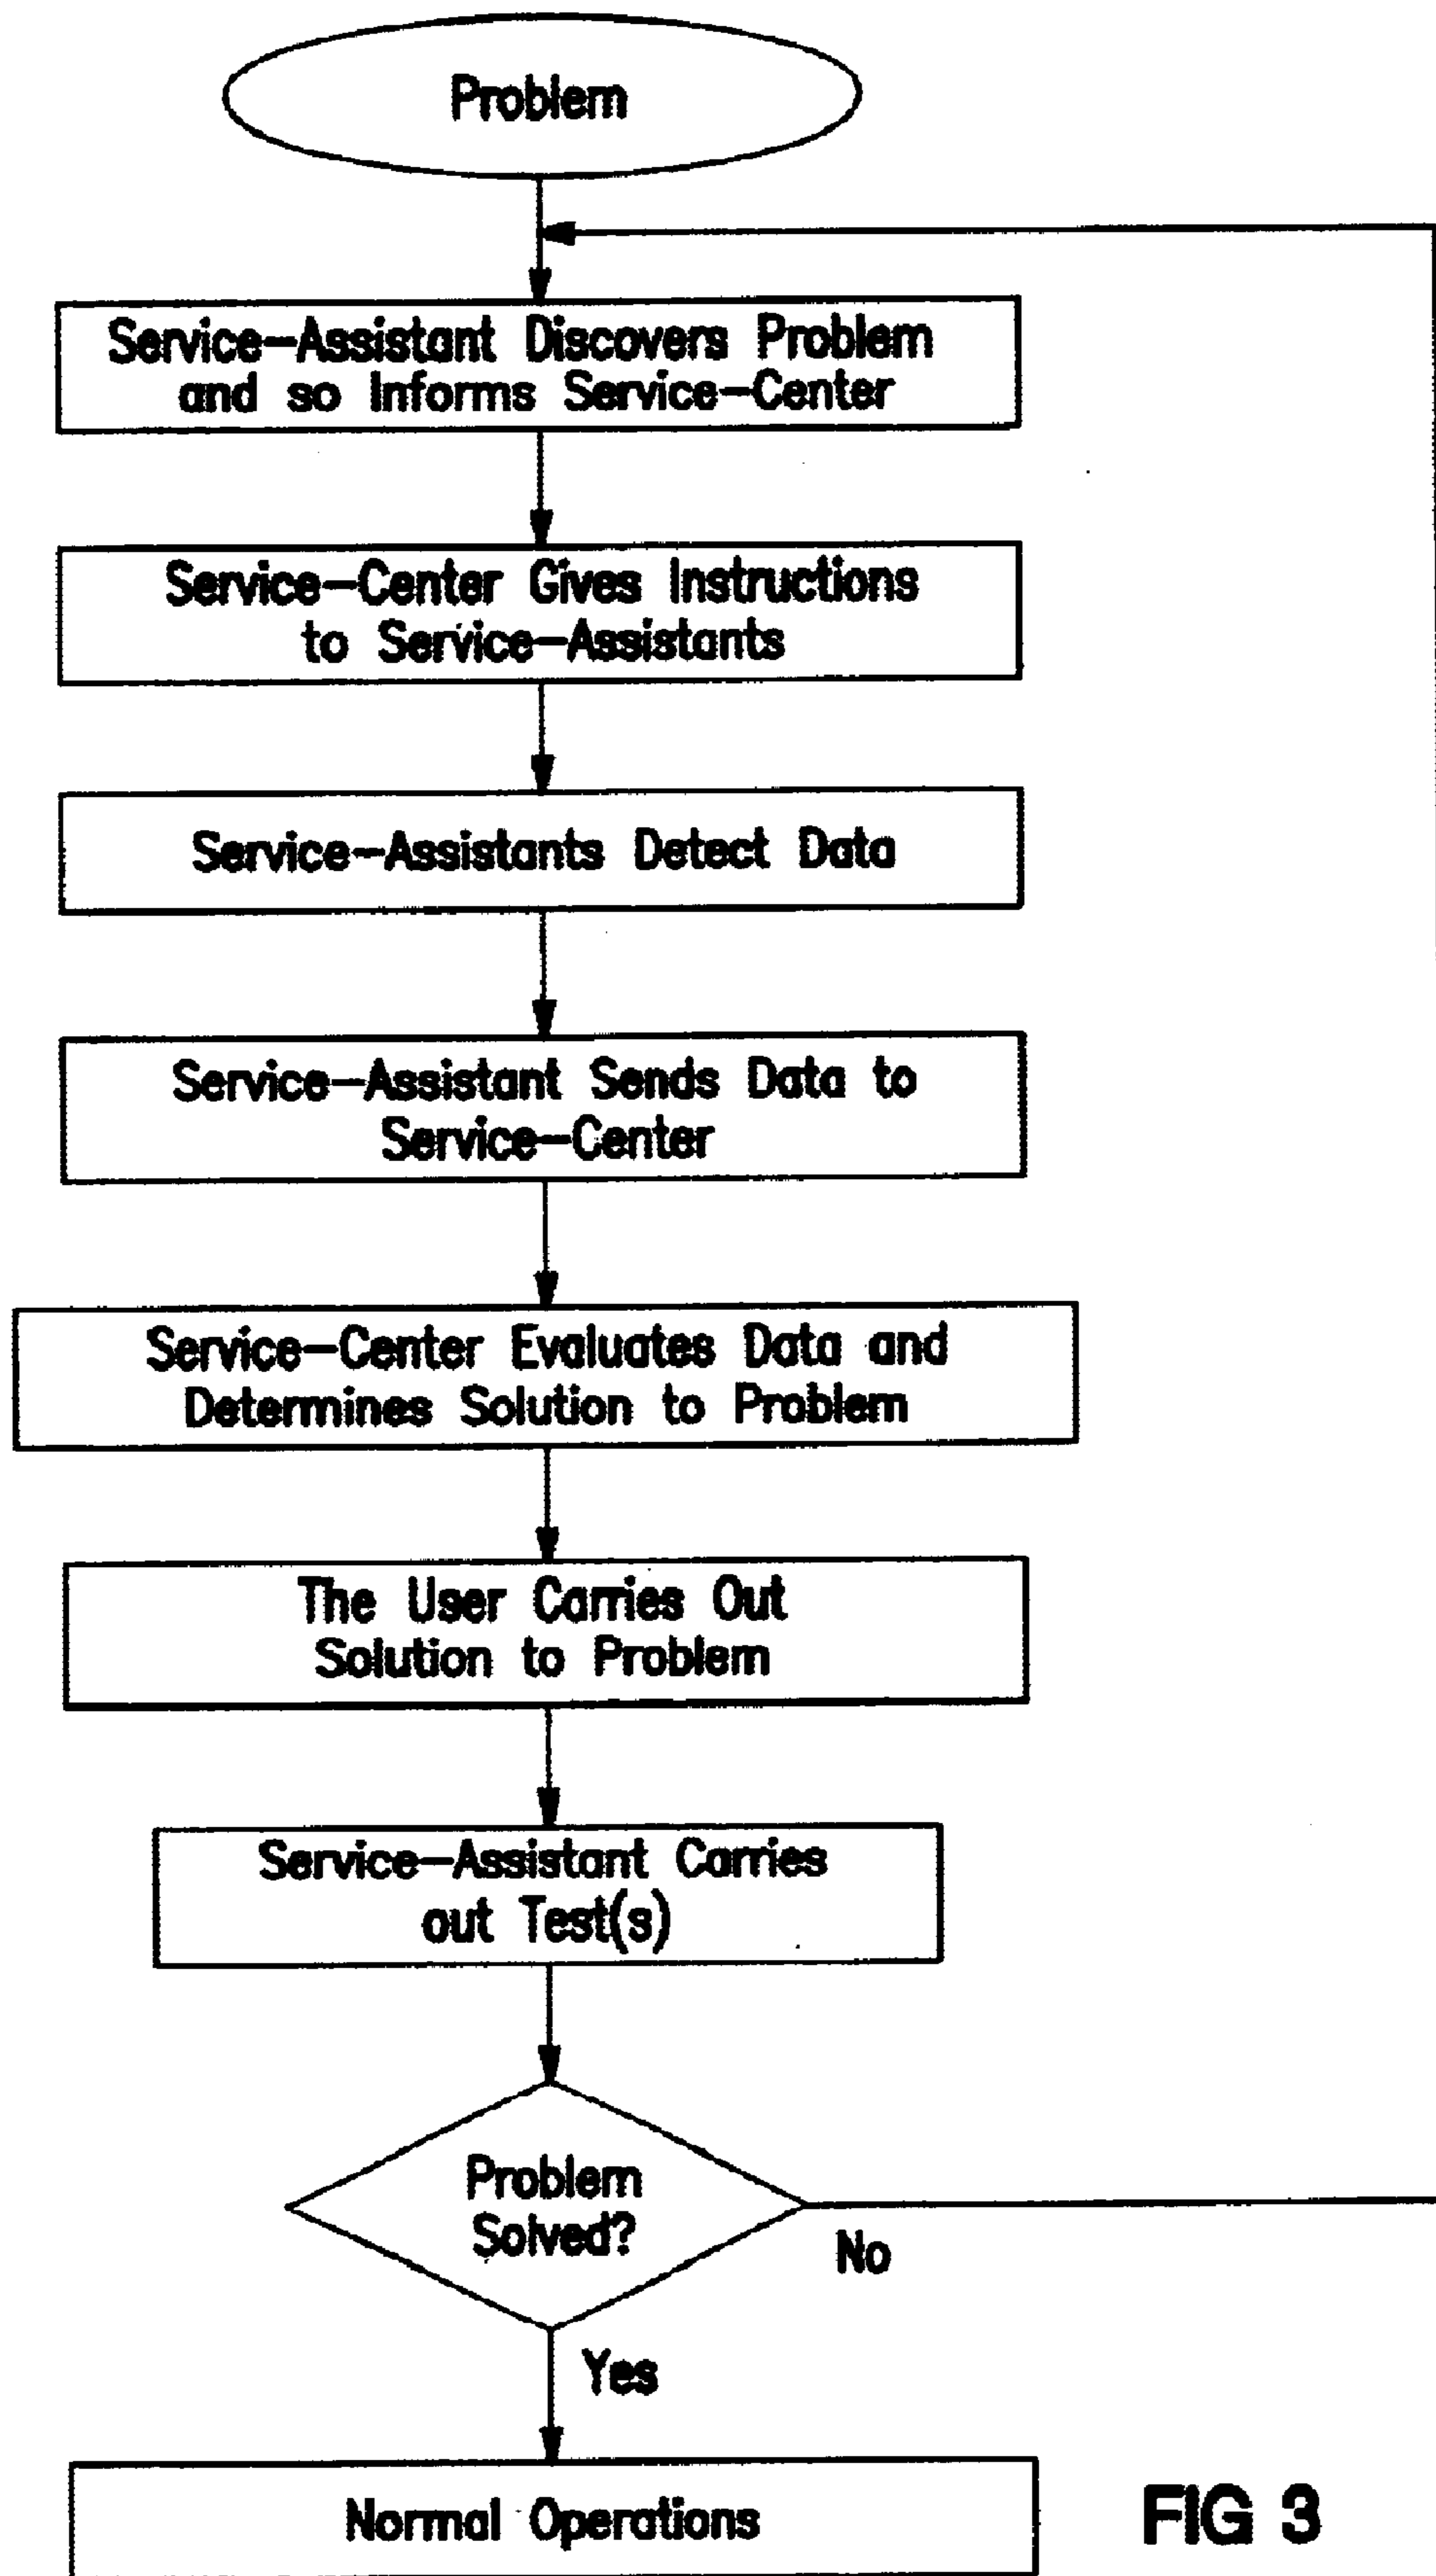 Problem
Service-Assistant Discovers Problem
and so Informs Service-Center
Service-Center Gives Instructions
to Service-Assistants
Service-Assistants Detect Data
Service-Assistant Sends Data to
Service-Center
Service-Center Evaluates Data and
Determines Solution to Problem
The User Carries Out
Solution to Problem
Service-Assistant Carries
out Test(s)
Problem
Solved?
No
Yes
Normal Operations
FIG 3